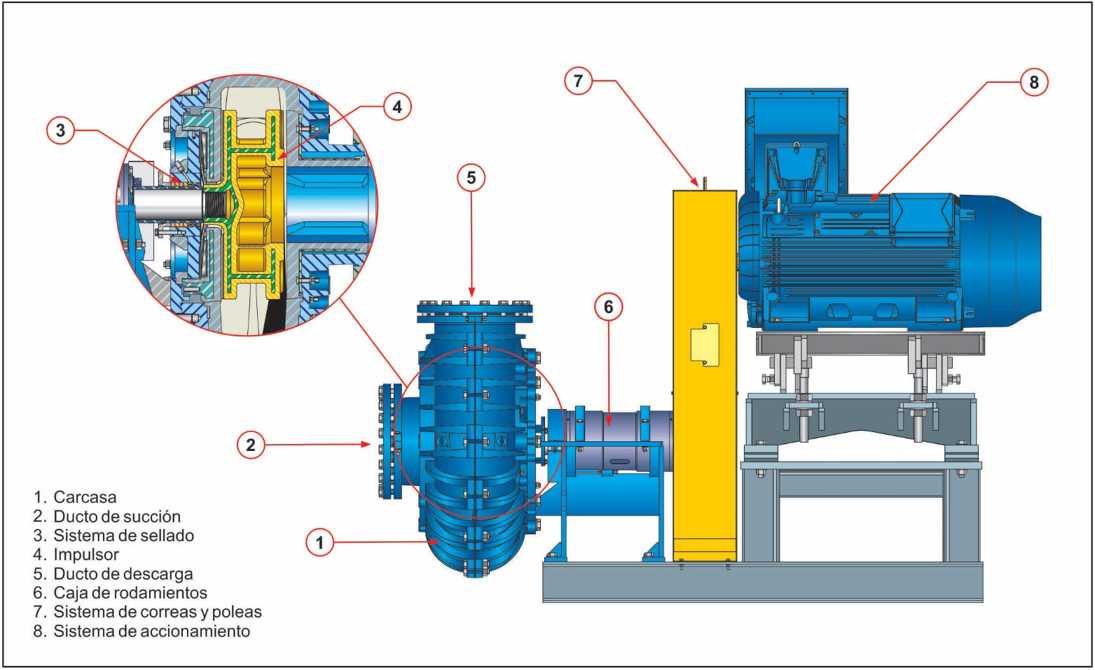 7
8
3
4
5
6
2
1
1. Carcasa
2. Ducto de succión
3. Sistema de sellado
4. Impulsor
5. Ducto de descarga
6. Caja de rodamientos
7. Sistema de correas y poleas
8. Sistema de accionamiento